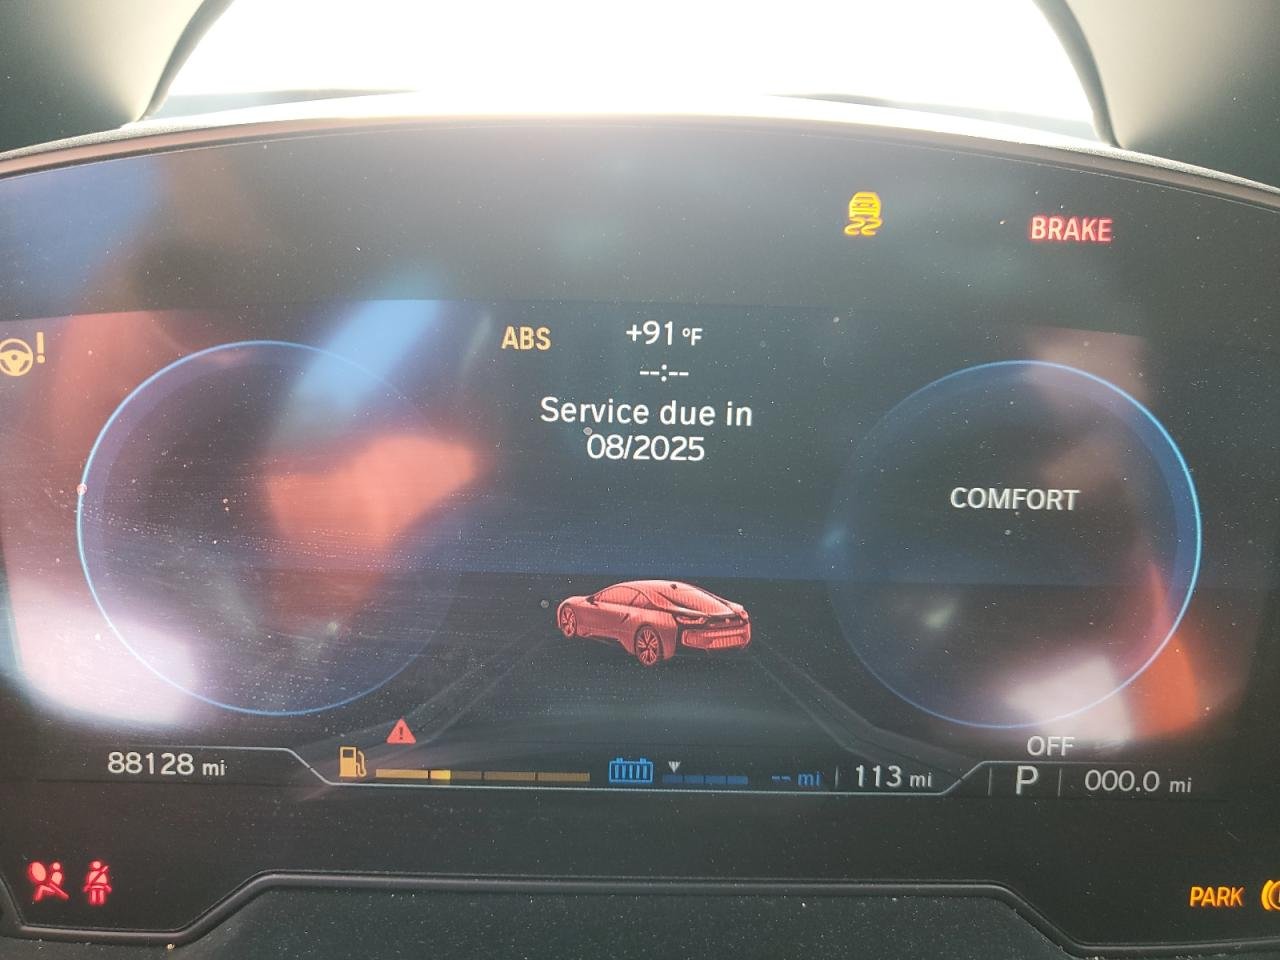 BRAKE
ABS
+91 °F
--:--
Service due in
08/2025
COMFORT
OFF
88128 mi
-- mi
113 mi
P
000.0 mi
PARK